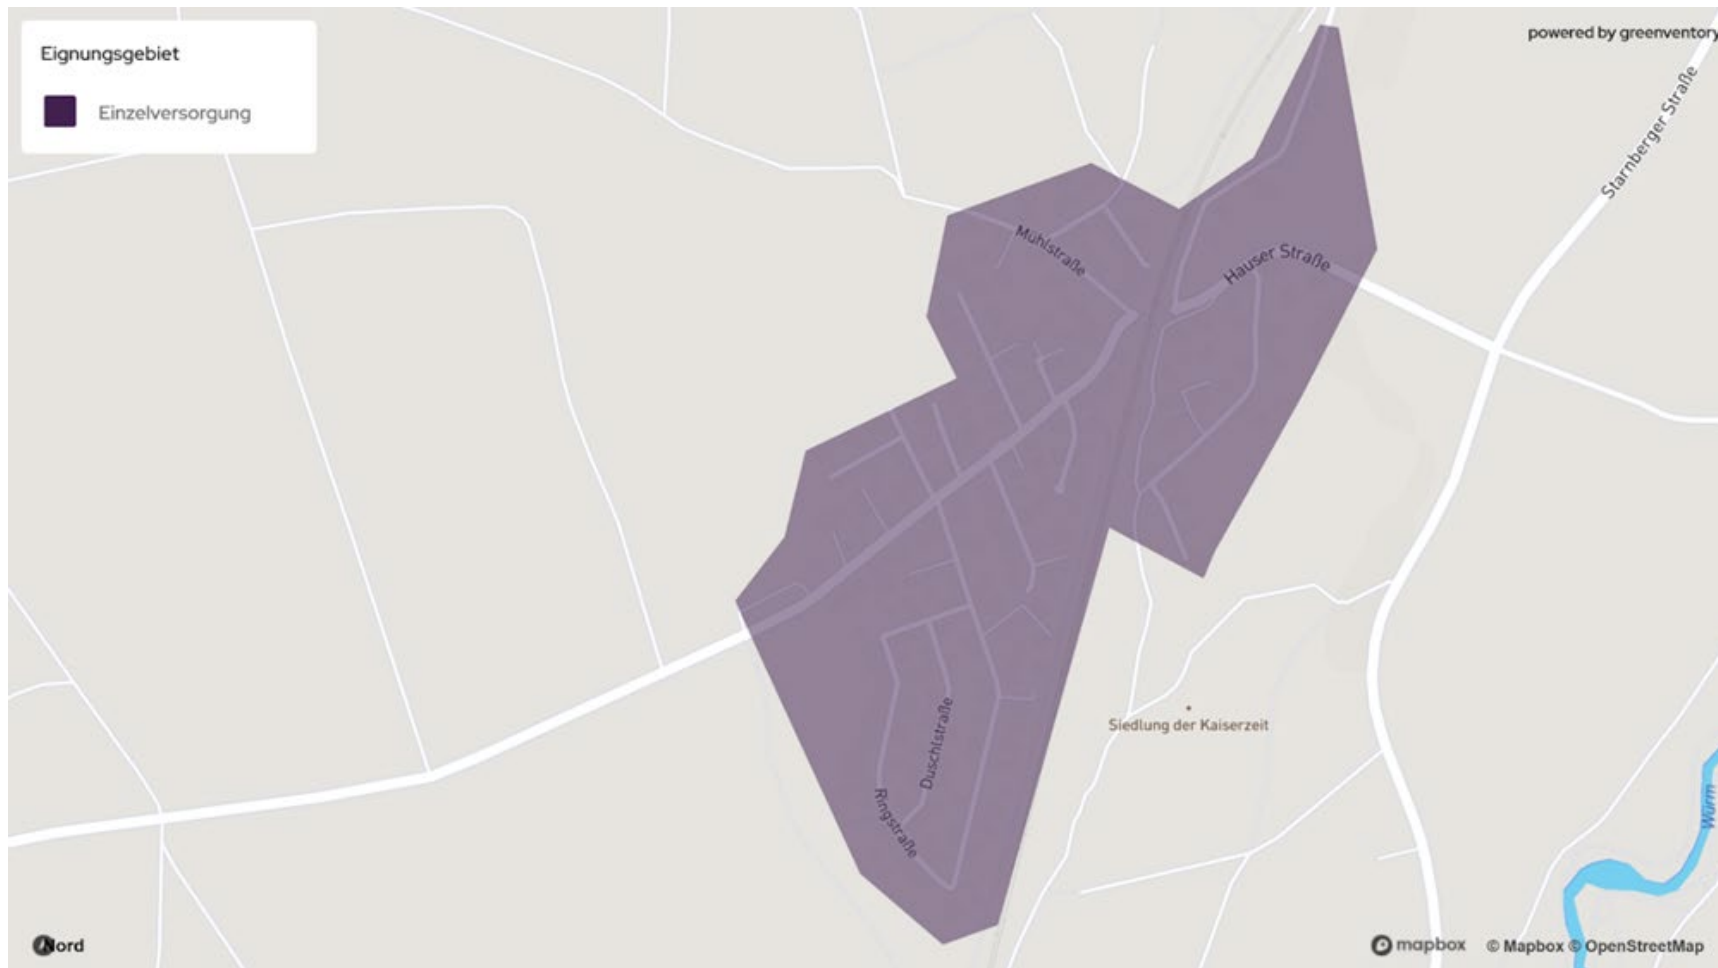 Eignungsgebiet
Einzelversorgung
powered by greenventory
Starnberger Straße
Mühlstraße
Hauser Straße
Duschlstraße
Ringstraße
Siedlung der Kaiserzeit
Würm
Nord
mapbox © Mapbox © OpenStreetMap